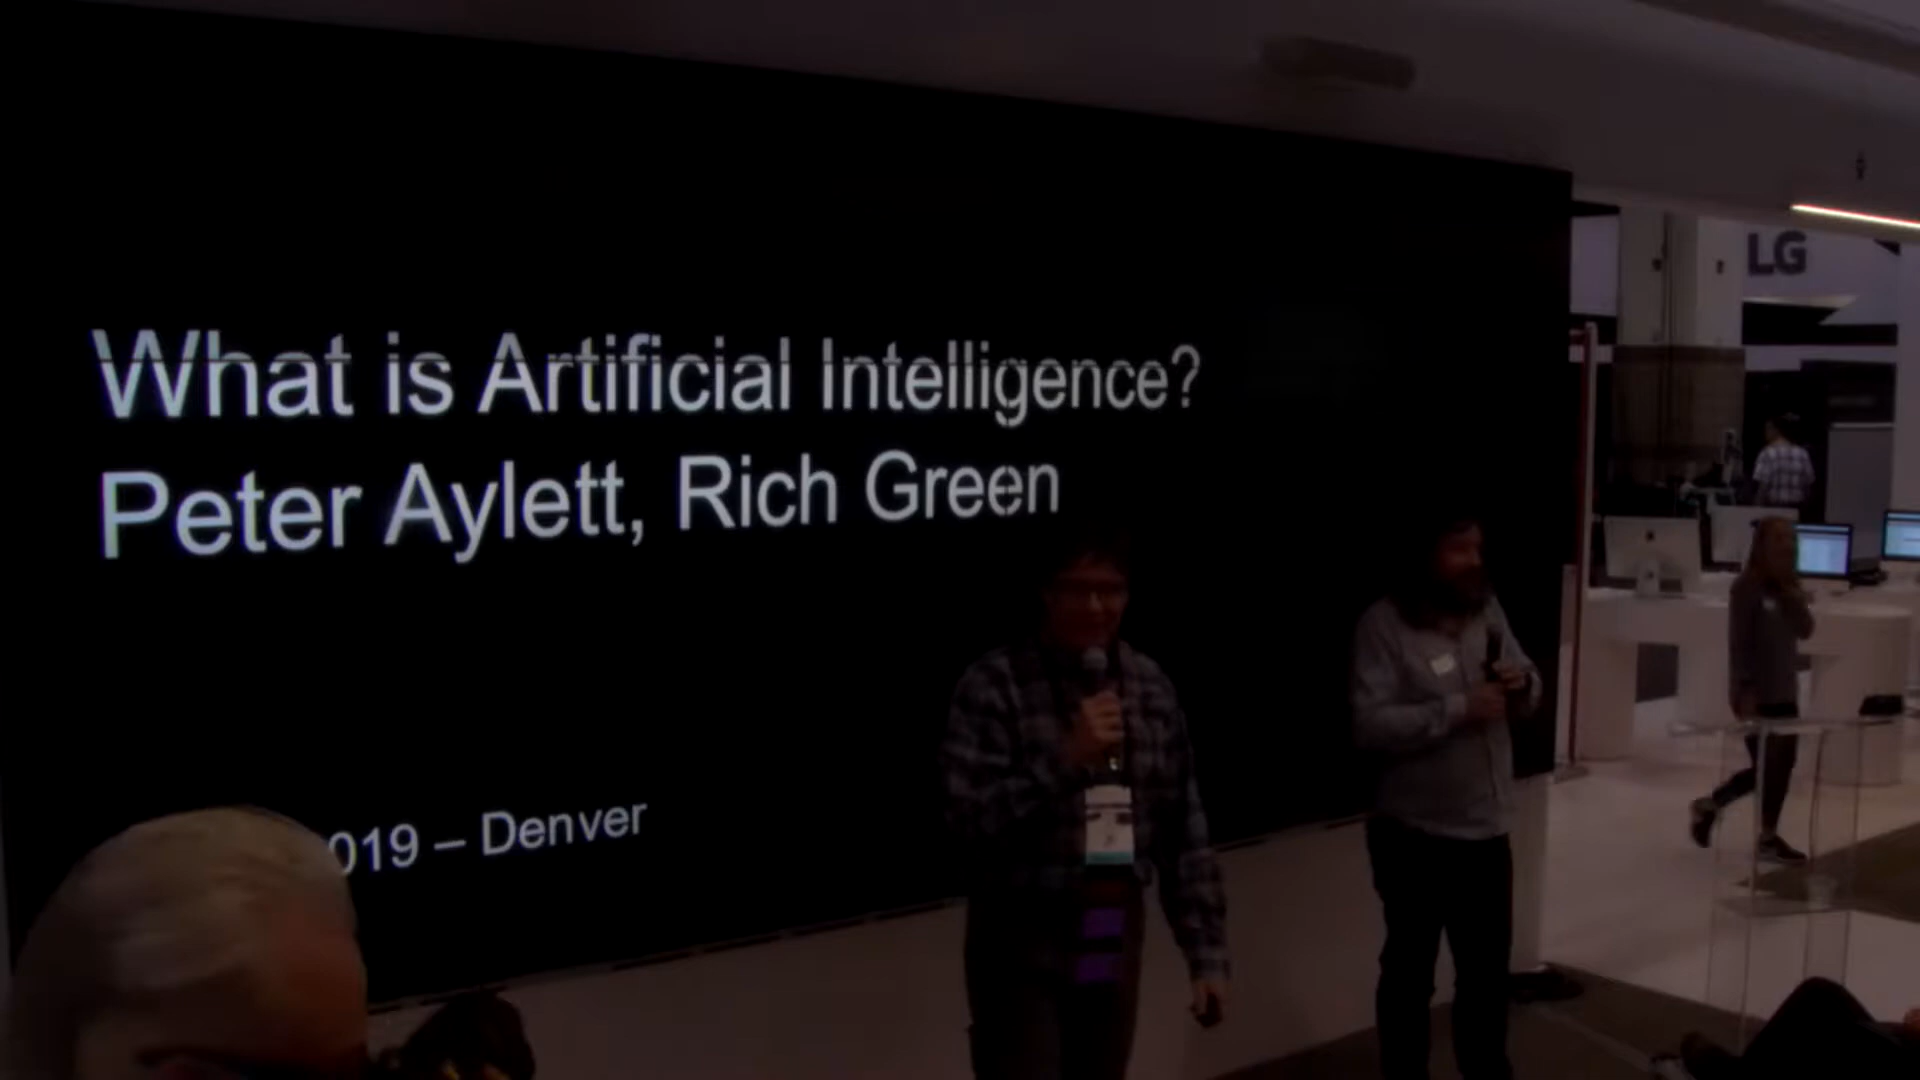 What is Artificial Intelligence?
Peter Aylett, Rich Green
019 – Denver
LG